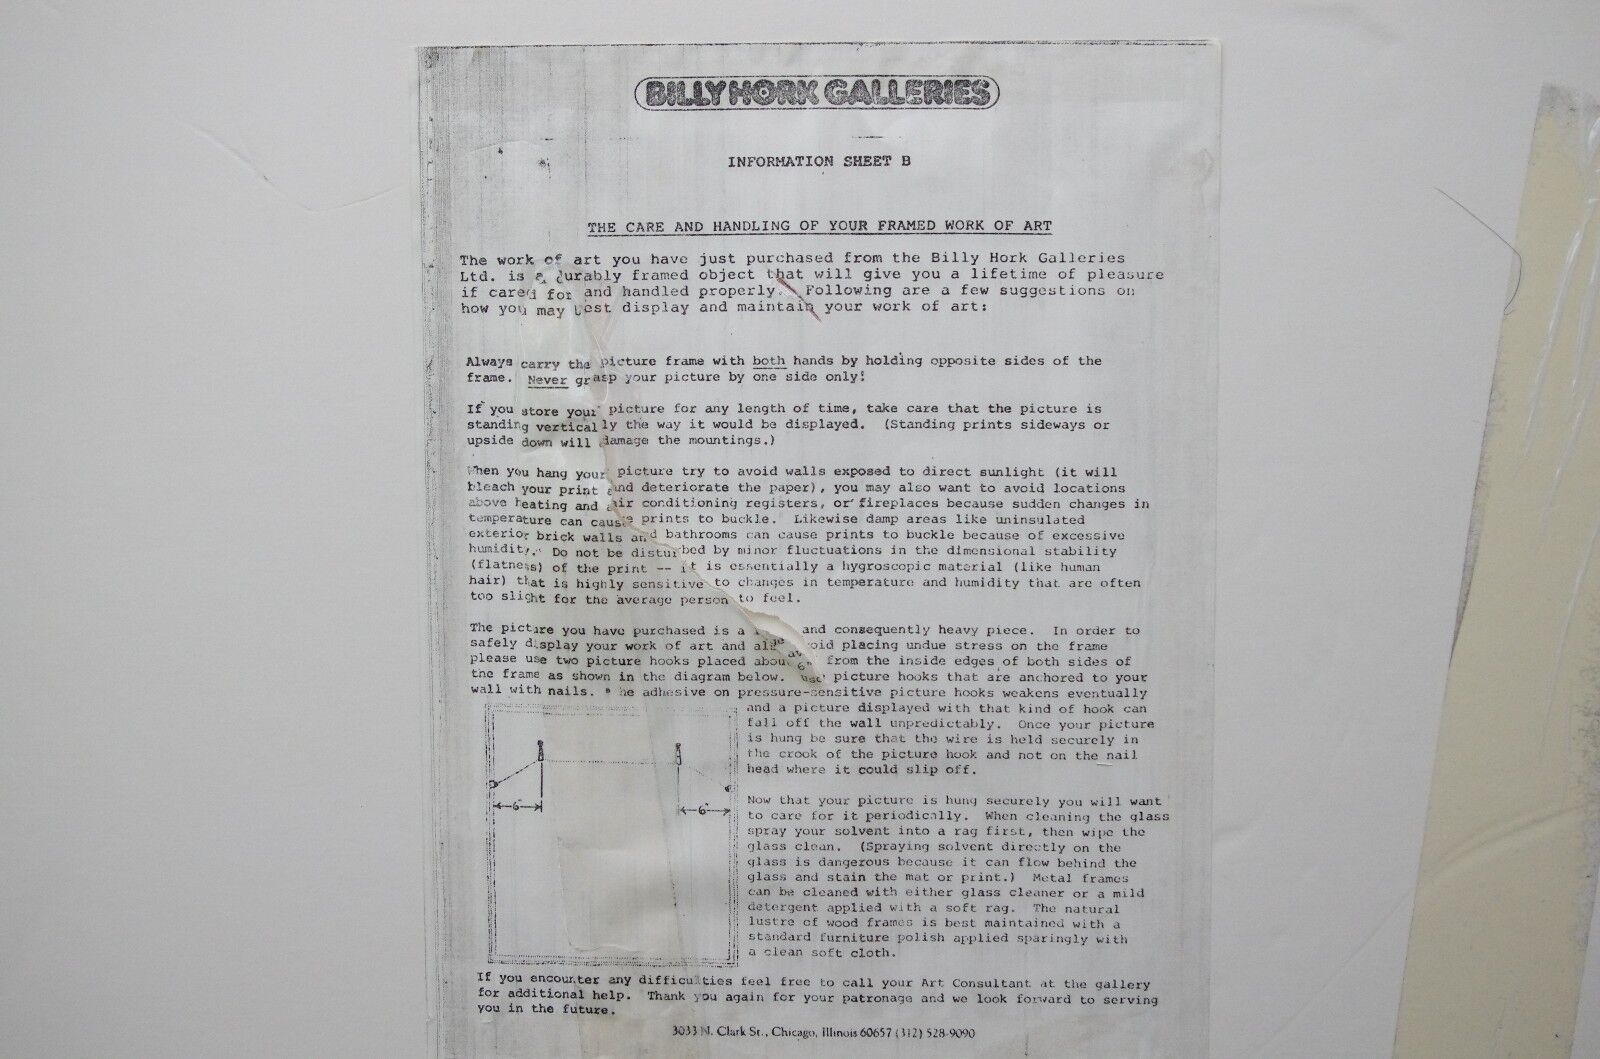 BILLY HORK GALLERIES
INFORMATION SHEET B
THE CARE AND HANDLING OF YOUR FRAMED WORK OF ART
The work of art you have just purchased from the Billy Hork Galleries
Ltd. is a durably framed object that will give you a lifetime of pleasure
if cared for and handled properly. Following are a few suggestions on
how you may best display and maintain your work of art:
Always carry the picture frame with both hands by holding opposite sides of the
frame. Never grasp your picture by one side only!
If you store your picture for any length of time, take care that the picture is
standing vertically the way it would be displayed. (Standing prints sideways or
upside down will damage the mountings.)
When you hang your picture try to avoid walls exposed to direct sunlight (it will
bleach your print and deteriorate the paper), you may also want to avoid locations
above heating and air conditioning registers, or fireplaces because sudden changes in
temperature can cause prints to buckle. Likewise damp areas like uninsulated
exterior brick walls and bathrooms can cause prints to buckle because of excessive
humidity. Do not be disturbed by minor fluctuations in the dimensional stability
(flatness) of the print -- it is essentially a hygroscopic material (like human
hair) that is highly sensitive to changes in temperature and humidity that are often
too slight for the average person to feel.
The picture you have purchased is a and consequently heavy piece. In order to
safely display your work of art and also avoid placing undue stress on the frame
please use two picture hooks placed about 6" from the inside edges of both sides of
the frame as shown in the diagram below. Use picture hooks that are anchored to your
wall with nails. The adhesive on pressure-sensitive picture hooks weakens eventually
and a picture displayed with that kind of hook can
fall off the wall unpredictably. Once your picture
is hung be sure that the wire is held securely in
the crook of the picture hook and not on the nail
head where it could slip off.
6"
6"
Now that your picture is hung securely you will want
to care for it periodically. When cleaning the glass
spray your solvent into a rag first, then wipe the
glass clean. (Spraying solvent directly on the
glass is dangerous because it can flow behind the
glass and stain the mat or print.) Metal frames
can be cleaned with either glass cleaner or a mild
detergent applied with a soft rag. The natural
lustre of wood frames is best maintained with a
standard furniture polish applied sparingly with
a clean soft cloth.
If you encounter any difficulties feel free to call your Art Consultant at the gallery
for additional help. Thank you again for your patronage and we look forward to serving
you in the future.
3033 N. Clark St., Chicago, Illinois 60657 (312) 528-9090